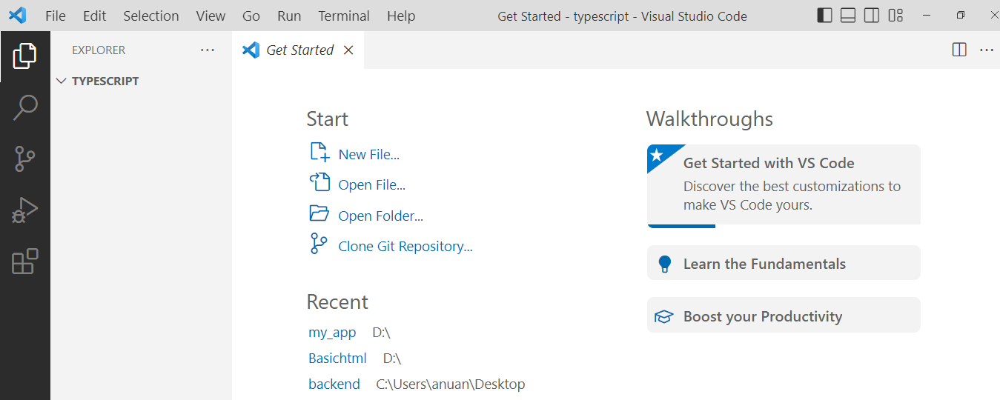 File Edit Selection View Go Run Terminal Help Get Started - typescript - Visual Studio Code
EXPLORER
TYPESCRIPT
Get Started
Start
New File...
Open File...
Open Folder...
Clone Git Repository...
Recent
my_app D:\
Basichtml D:\
backend C:\Users\anuan\Desktop
Walkthroughs
Get Started with VS Code
Discover the best customizations to
make VS Code yours.
Learn the Fundamentals
Boost your Productivity